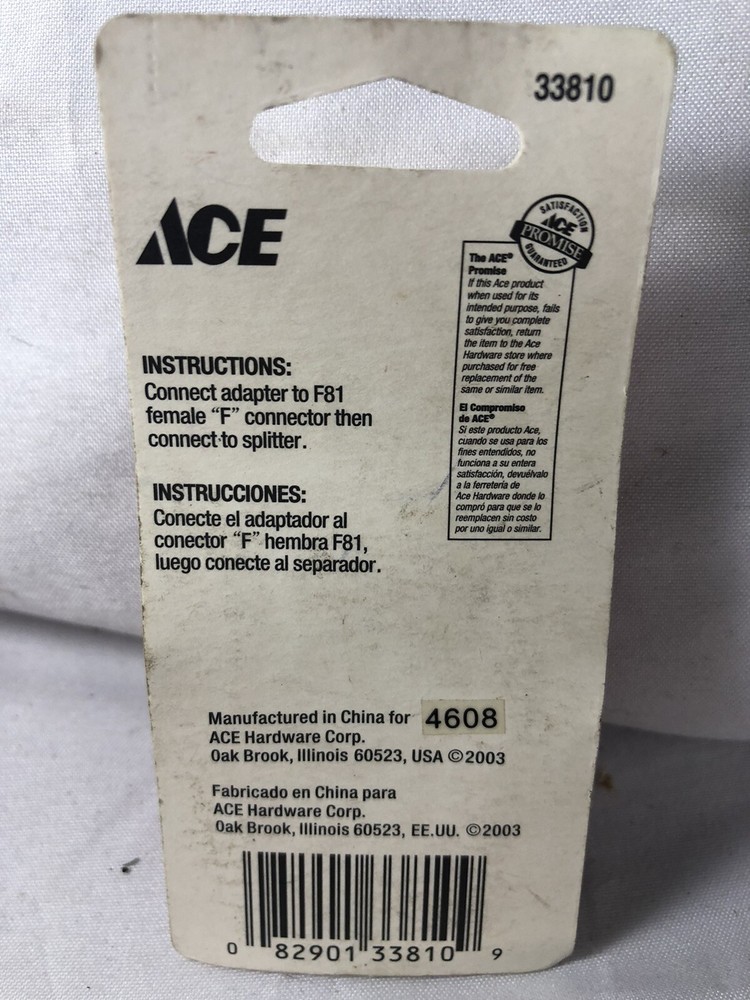 33810
ACE
SATISFACTION
ACE
PROMISE
GUARANTEED
The ACE®
Promise
If this Ace product
when used for its
intended purpose, fails
to give you complete
satisfaction, return
the item to the Ace
Hardware store where
purchased for free
replacement of the
same or similar item.
El Compromiso
de ACE®
Si este producto Ace,
cuando se usa para los
fines entendidos, no
funciona a su entera
satisfacción, devuélvalo
a la ferretería de
Ace Hardware donde lo
compró para que se lo
reemplacen sin costo
por uno igual o similar.
INSTRUCTIONS:
Connect adapter to F81
female “F” connector then
connect to splitter.
INSTRUCCIONES:
Conecte el adaptador al
conector “F” hembra F81,
luego conecte al separador.
Manufactured in China for 4608
ACE Hardware Corp.
Oak Brook, Illinois 60523, USA ©2003
Fabricado en China para
ACE Hardware Corp.
Oak Brook, Illinois 60523, EE.UU. ©2003
0 82901 33810 9